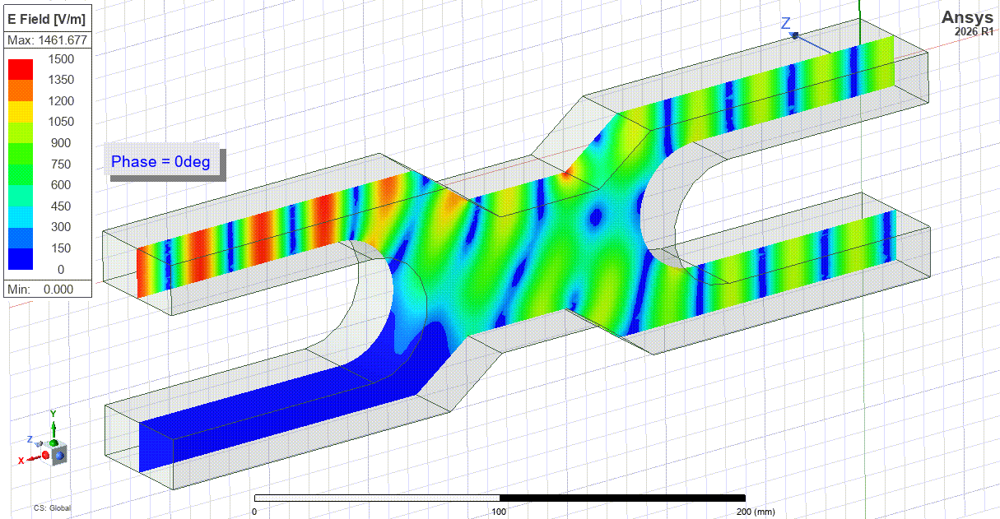 E Field [V/m]
Max: 1461.677
1500
1350
1200
1050
900
750
600
450
300
150
0
Min: 0.000
Ansys
2026 R1
Z
Phase = 0deg
Y
Z
X
CS: Global
0
100
200 (mm)